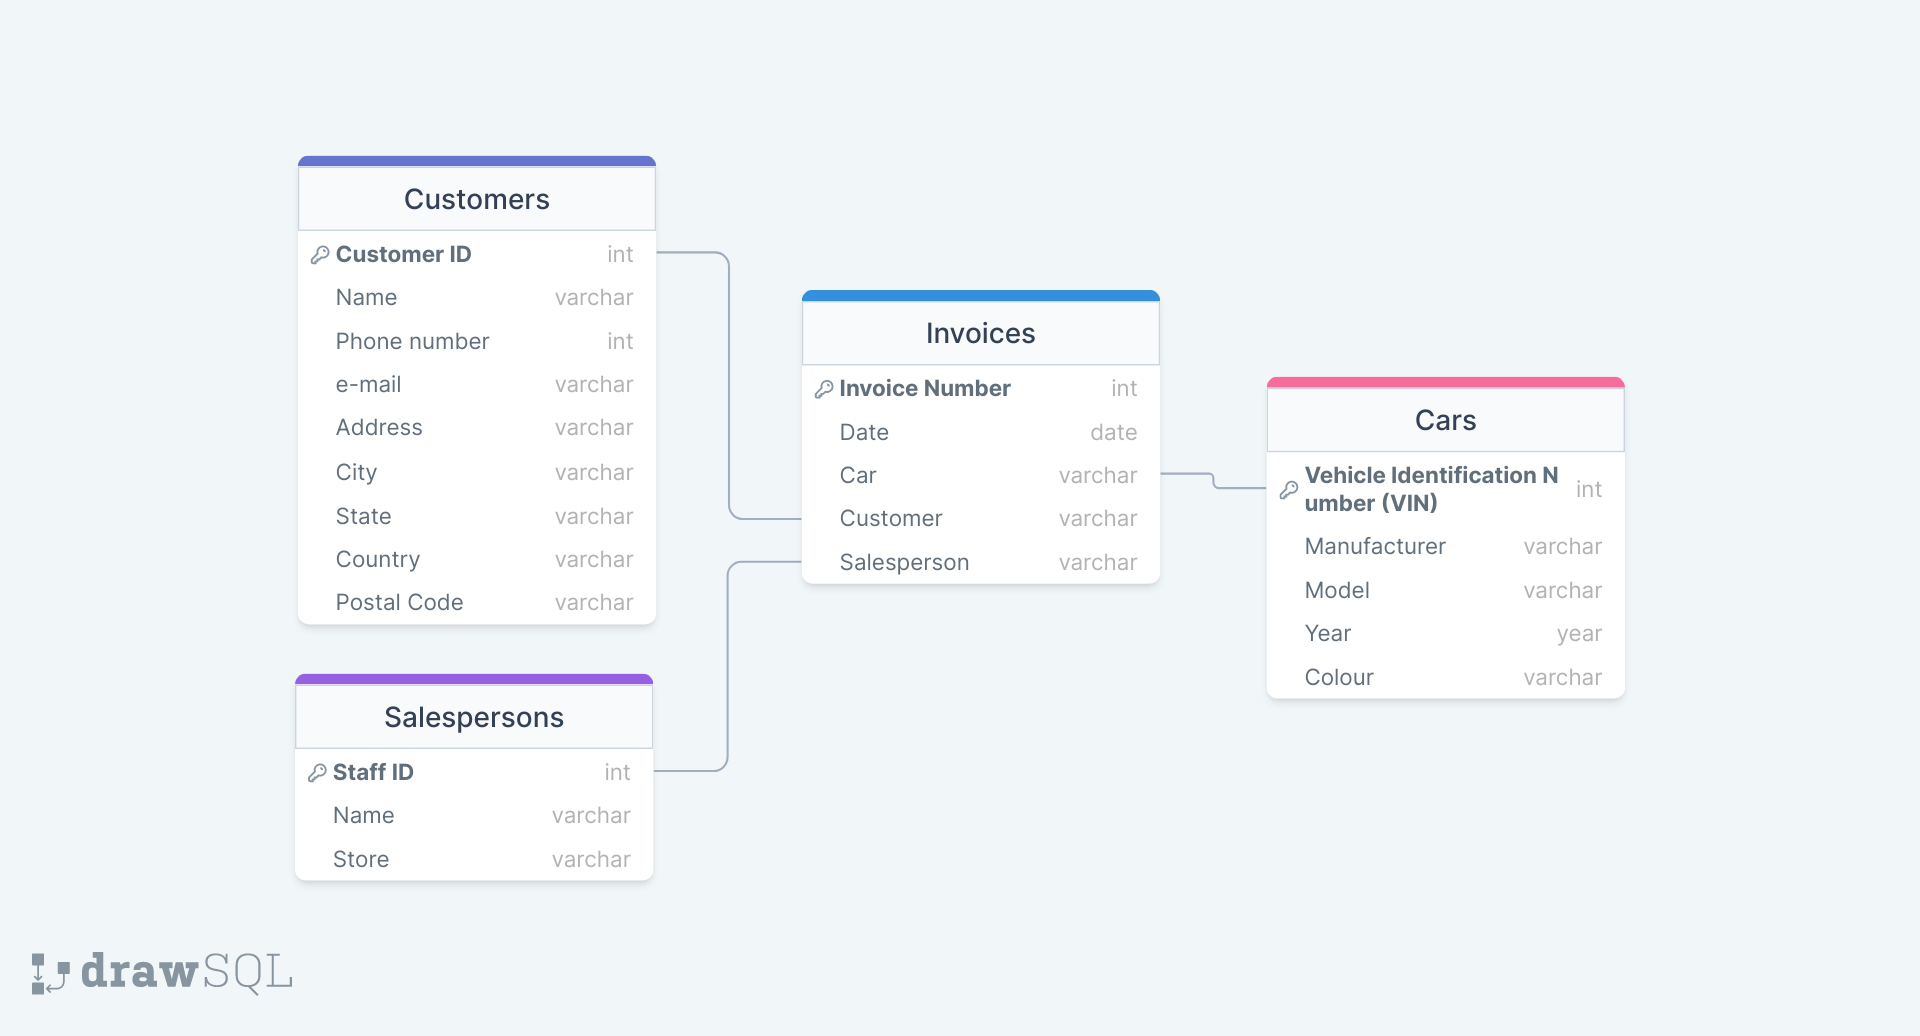 Customers
Customer ID int
Name varchar
Phone number int
e-mail varchar
Address varchar
City varchar
State varchar
Country varchar
Postal Code varchar
Invoices
Invoice Number int
Date date
Car varchar
Customer varchar
Salesperson varchar
Cars
Vehicle Identification N
umber (VIN) int
Manufacturer varchar
Model varchar
Year year
Colour varchar
Salespersons
Staff ID int
Name varchar
Store varchar
drawSQL